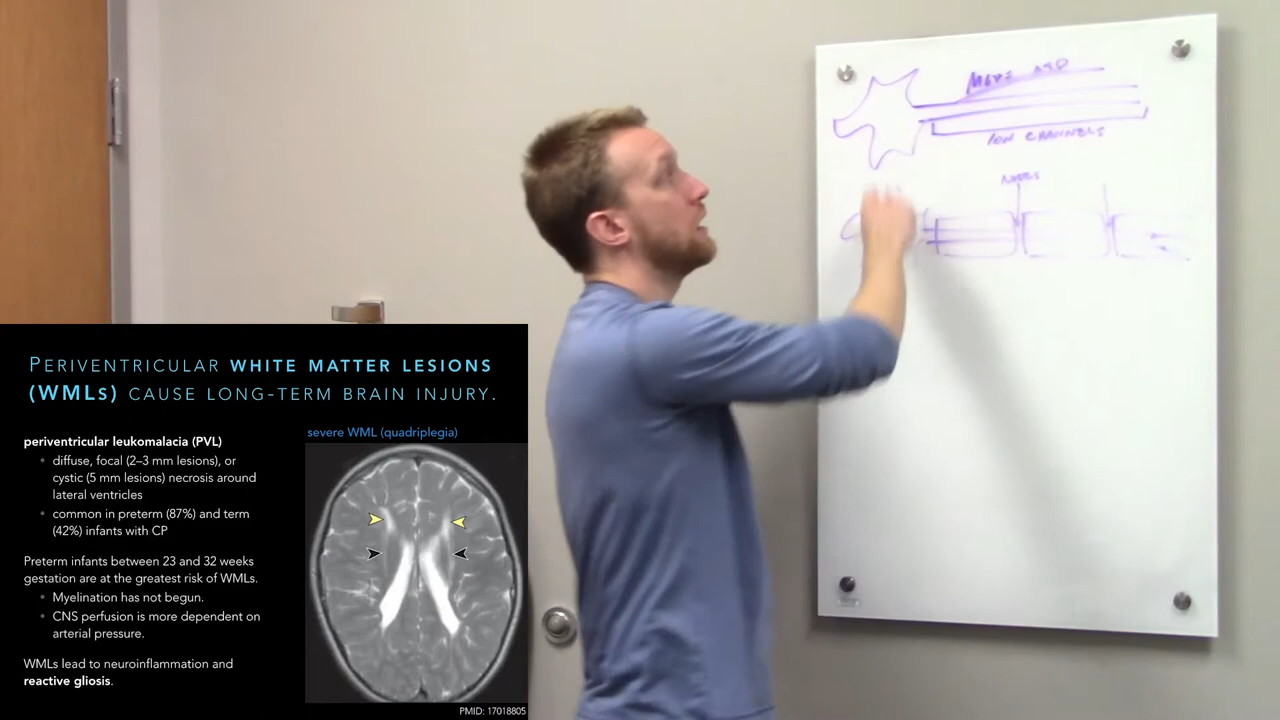 PERIVENTRICULAR WHITE MATTER LESIONS
(WMLs) CAUSE LONG-TERM BRAIN INJURY.
periventricular leukomalacia (PVL)
• diffuse, focal (2–3 mm lesions), or
cystic (5 mm lesions) necrosis around
lateral ventricles
• common in preterm (87%) and term
(42%) infants with CP
Preterm infants between 23 and 32 weeks
gestation are at the greatest risk of WMLs.
• Myelination has not begun.
• CNS perfusion is more dependent on
arterial pressure.
WMLs lead to neuroinflammation and
reactive gliosis.
severe WML (quadriplegia)
PMID: 17018805
ION CHANNELS
NODES